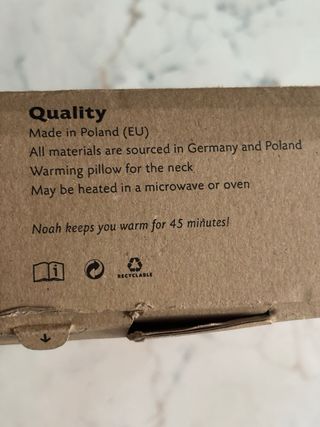 Quality
Made in Poland (EU)
All materials are sourced in Germany and Poland
Warming pillow for the neck
May be heated in a microwave or oven
Noah keeps you warm for 45 minutes!
i
RECYCLABLE